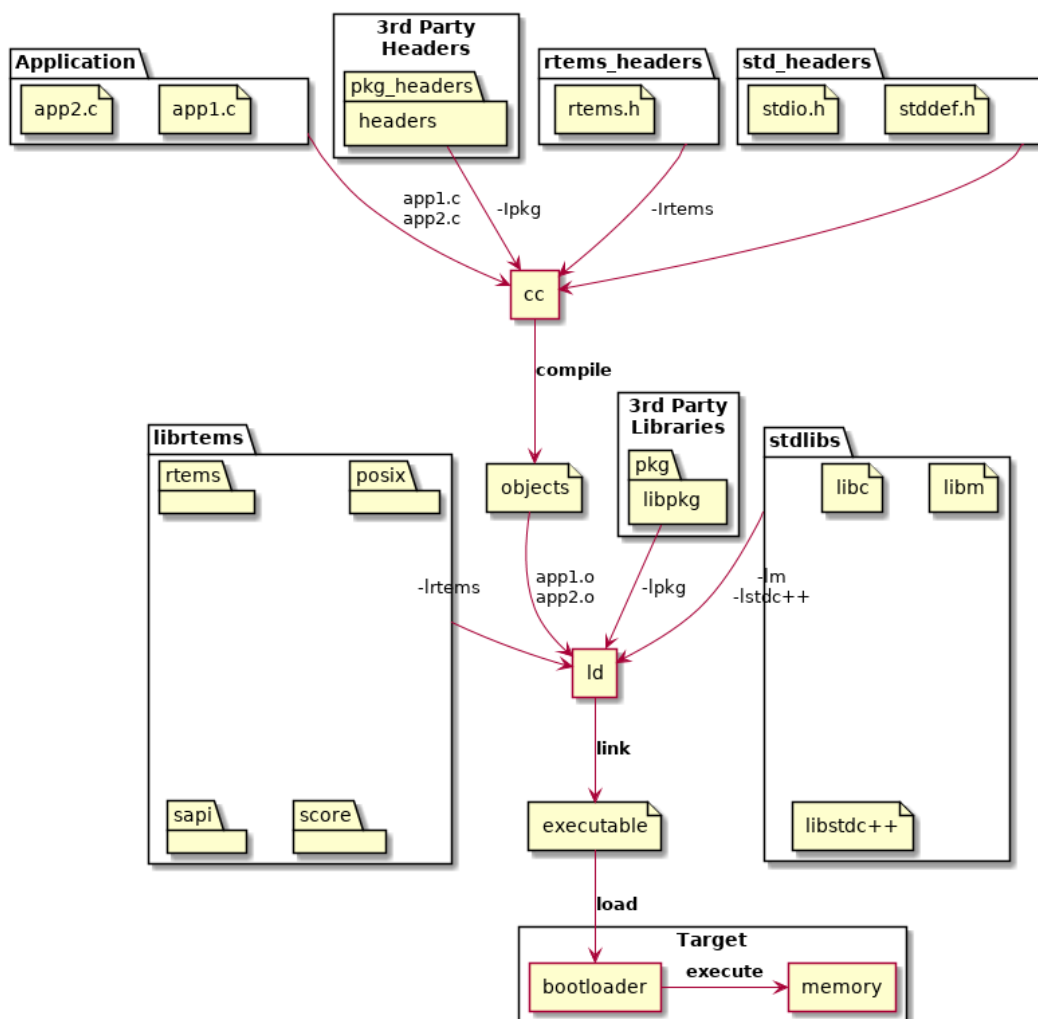 3rd Party
Headers
Application
rtems_headers
std_headers
pkg_headers
app2.c
app1.c
headers
rtems.h
stdio.h
stddef.h
app1.c
app2.c
-Ipkg
-Irtems
cc
compile
3rd Party
Libraries
librtems
stdlibs
rtems
posix
pkg
objects
libpkg
libc
libm
-lrtems
app1.o
app2.o
-lpkg
-lm
-lstdc++
ld
link
sapi
score
executable
libstdc++
load
Target
bootloader
execute
memory